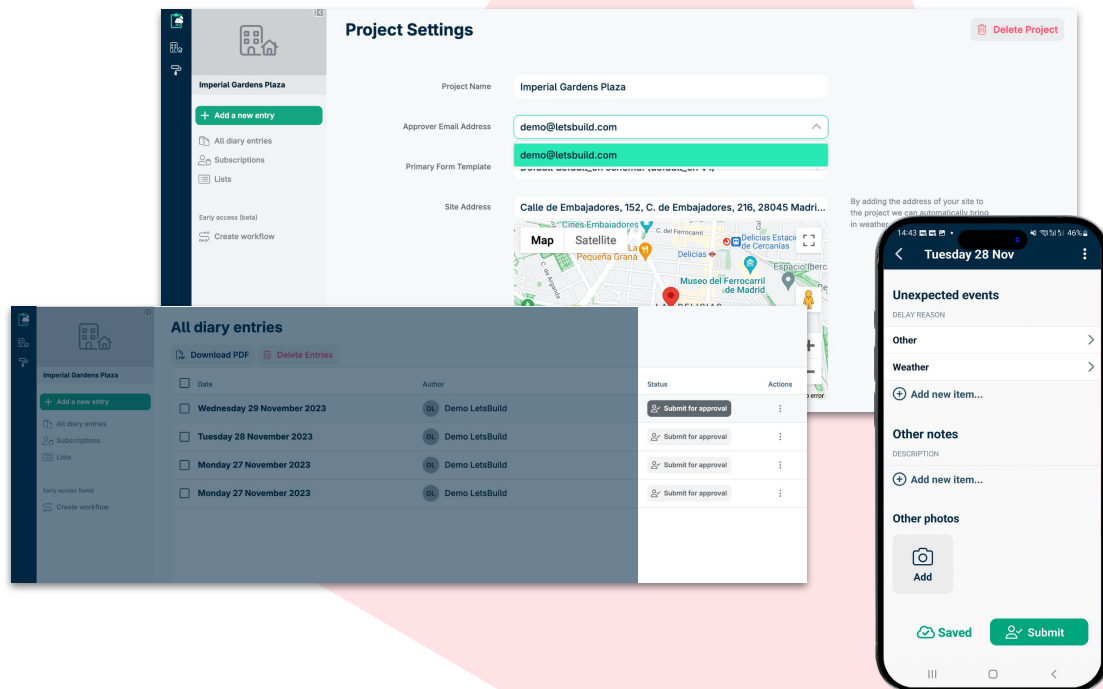 Project Settings
Delete Project
Imperial Gardens Plaza
+ Add a new entry
All diary entries
Subscriptions
Lists
Early access (beta)
Create workflow
Project Name
Imperial Gardens Plaza
Approver Email Address
demo@letsbuild.com
demo@letsbuild.com
Primary Form Template
Site Address
Calle de Embajadores, 152, C. de Embajadores, 216, 28045 Madri...
By adding the address of your site to
the project we can automatically bring
in weather
Map
Satellite
Cines Embajadores
C. del Ferrocarril
Pequeña Graná
Delicias
Delicias Estaci
de Cercanías
Espacio Iberc
Museo del Ferrocarril
de Madrid
C. de Arganda
LAS DELICIAS
error
Imperial Gardens Plaza
+ Add a new entry
All diary entries
Subscriptions
Lists
Early access (beta)
Create workflow
All diary entries
Download PDF
Delete Entries
Date Author Status Actions
Wednesday 29 November 2023 DL Demo LetsBuild Submit for approval
Tuesday 28 November 2023 DL Demo LetsBuild Submit for approval
Monday 27 November 2023 DL Demo LetsBuild Submit for approval
Monday 27 November 2023 DL Demo LetsBuild Submit for approval
14:43 46%
Tuesday 28 Nov
Unexpected events
DELAY REASON
Other
Weather
Add new item...
Other notes
DESCRIPTION
Add new item...
Other photos
Add
Saved
Submit